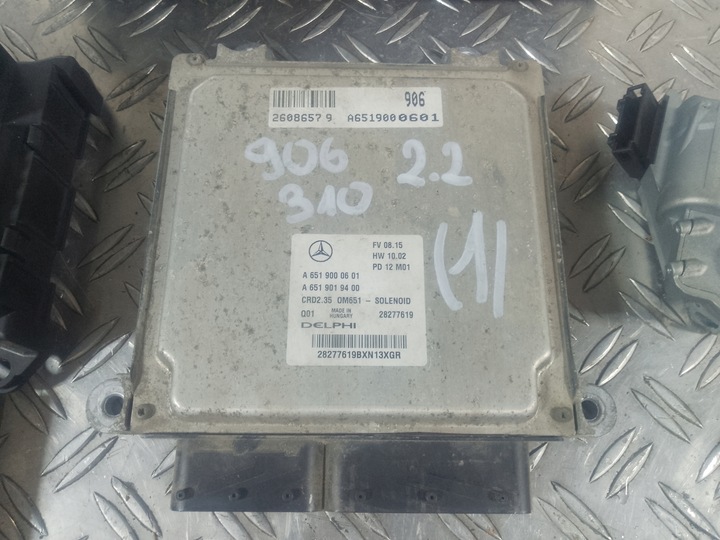 906
2608657 9 A6519000601
906 2.2
310
(1)
FV 08.15
HW 10.02
PD 12 M01
A 651 900 06 01
A 651 901 94 00
CRD2.35 OM651 - SOLENOID
Q01 MADE IN HUNGARY 28277619
DELPHI
28277619BXN13XGR